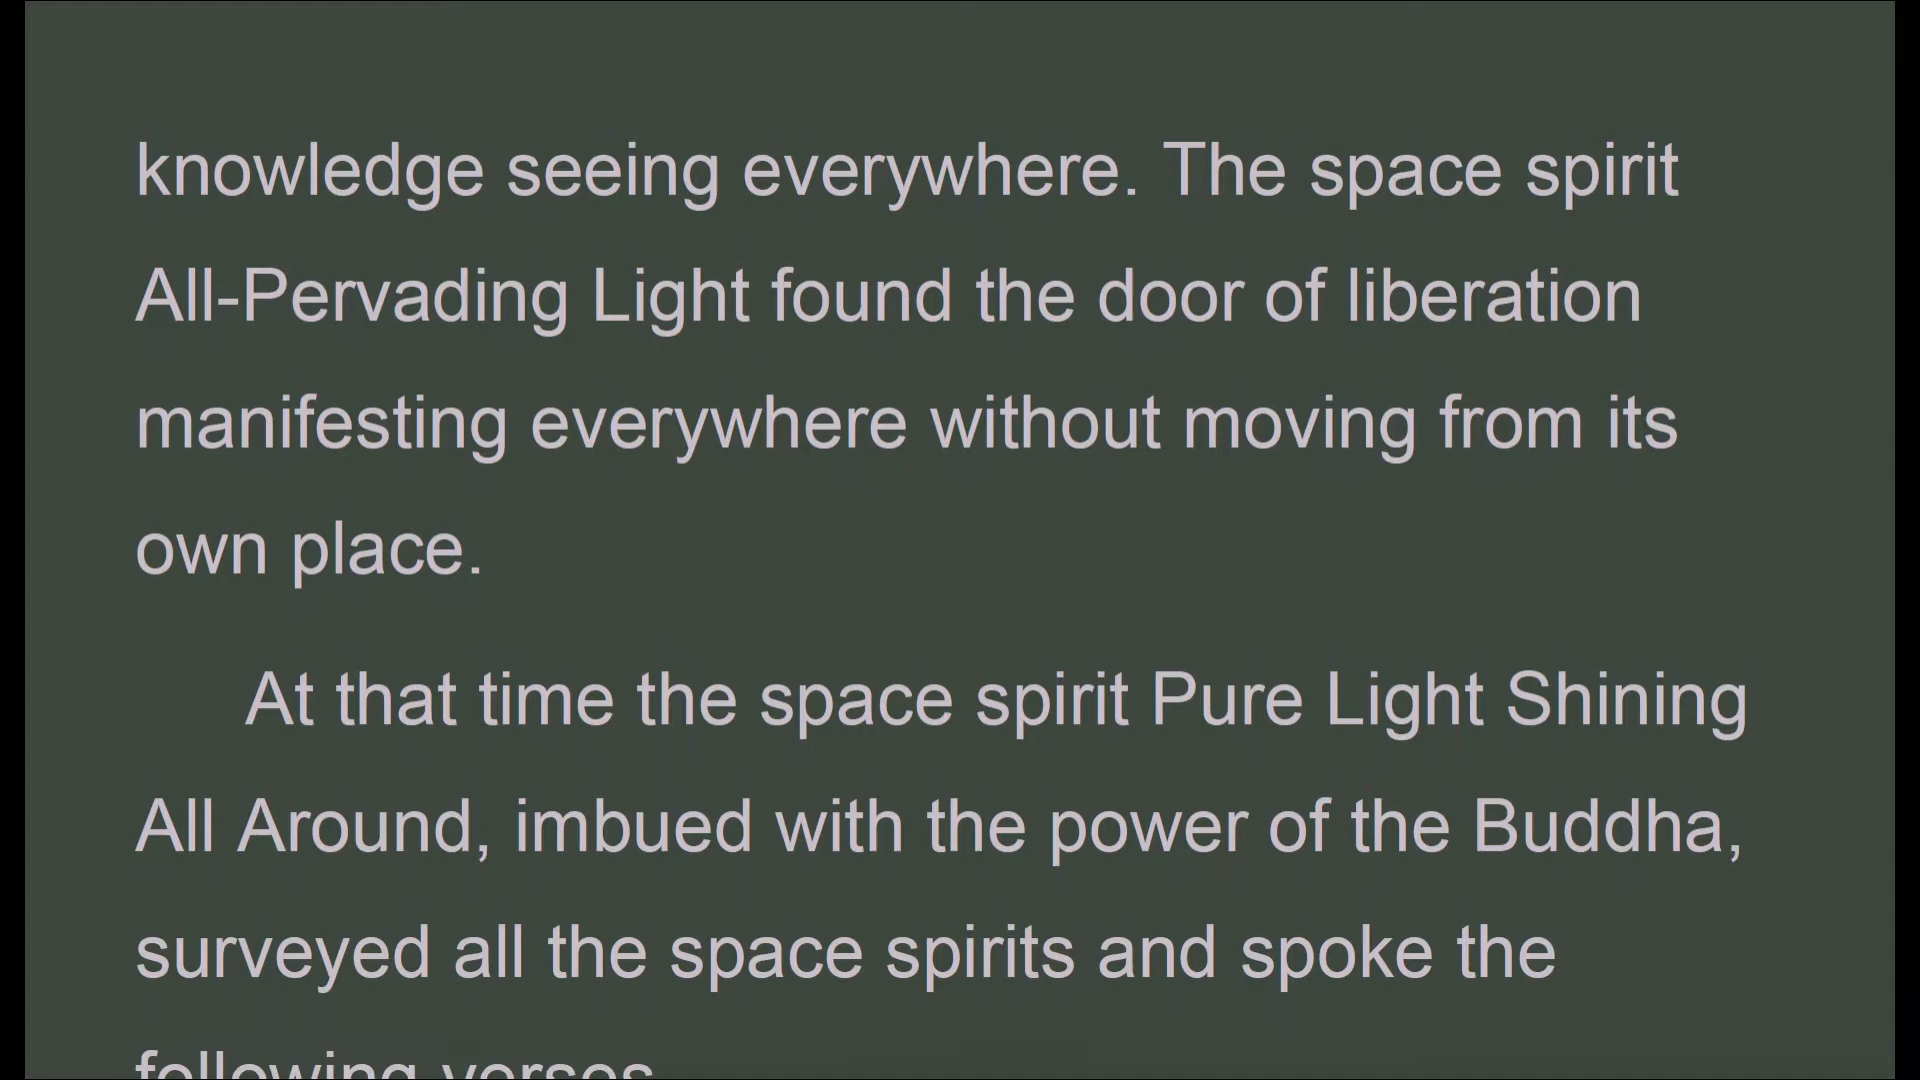 knowledge seeing everywhere. The space spirit
All-Pervading Light found the door of liberation
manifesting everywhere without moving from its
own place.
At that time the space spirit Pure Light Shining
All Around, imbued with the power of the Buddha,
surveyed all the space spirits and spoke the
following verses